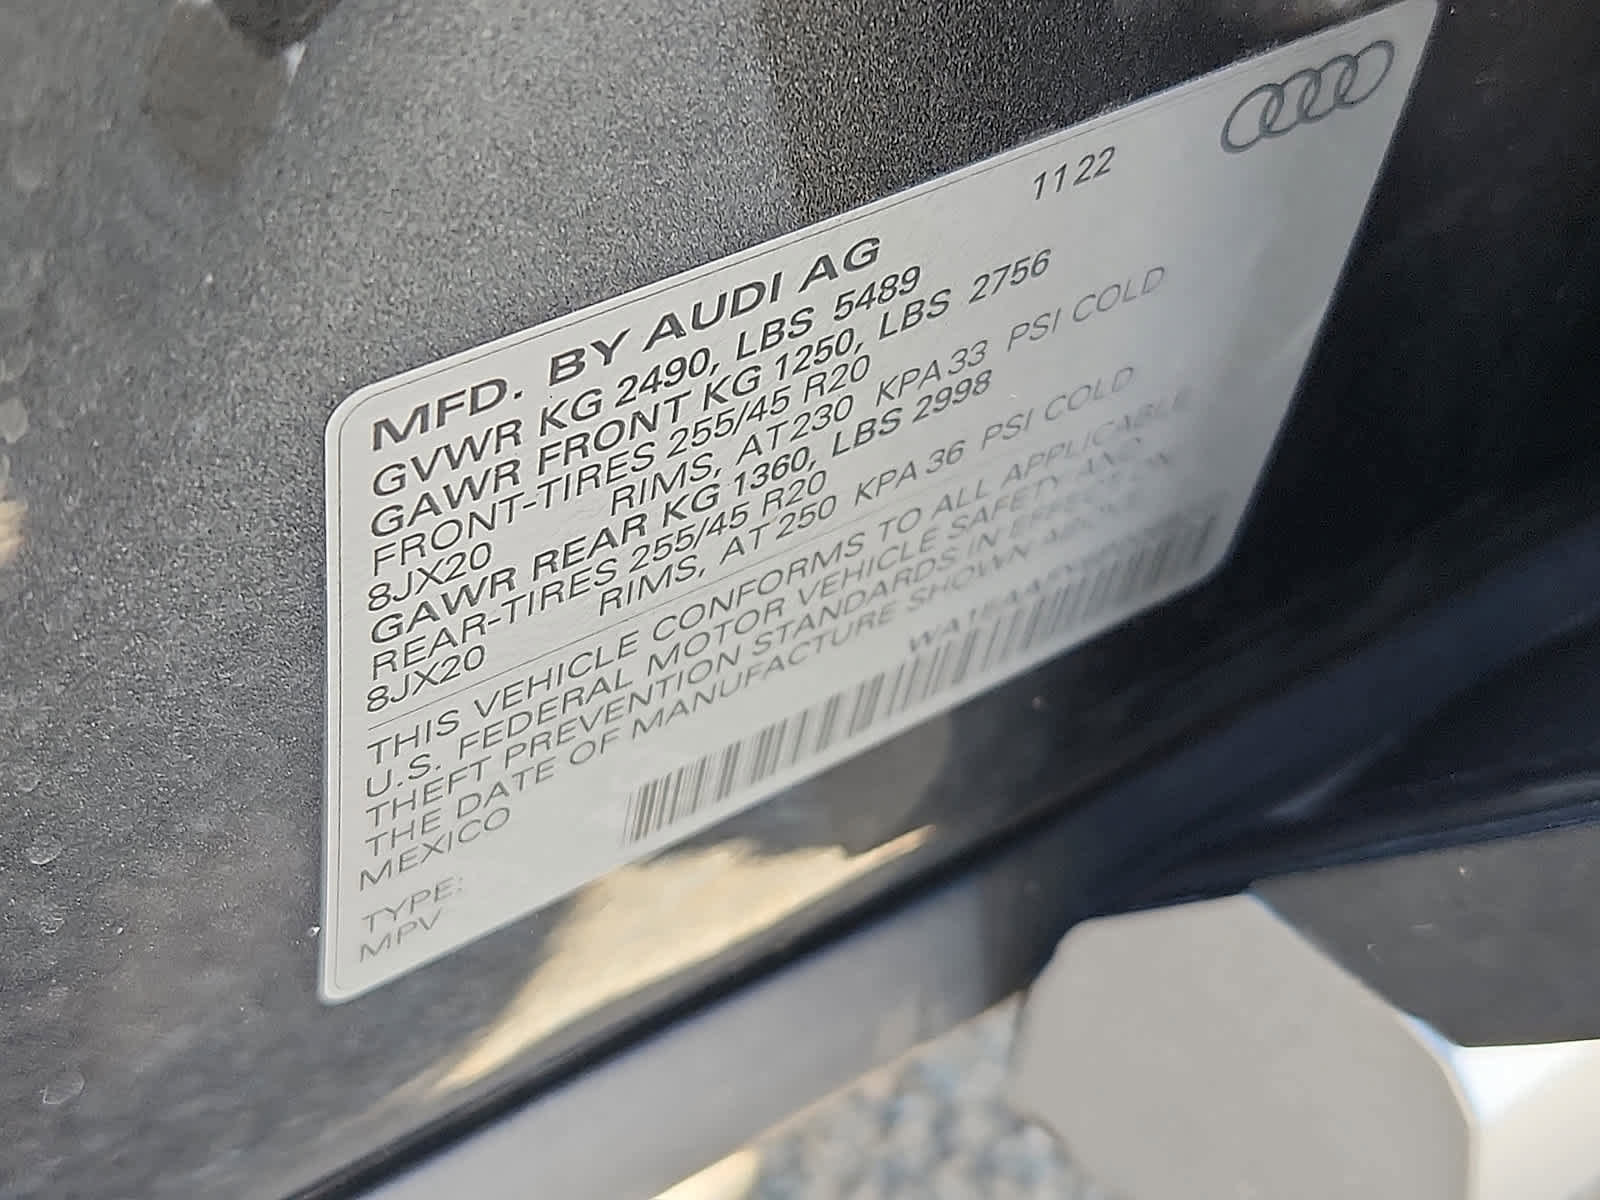 MFD. BY AUDI AG 1122
GVWR KG 2490, LBS 5489
GAWR FRONT KG 1250, LBS 2756
FRONT-TIRES 255/45 R20
8JX20 RIMS, AT 230 KPA 33 PSI COLD
GAWR REAR KG 1360, LBS 2998
REAR-TIRES 255/45 R20
8JX20 RIMS, AT 250 KPA 36 PSI COLD
THIS VEHICLE CONFORMS TO ALL APPLICABLE
U.S. FEDERAL MOTOR VEHICLE SAFETY AND
THEFT PREVENTION STANDARDS IN EFFECT ON
THE DATE OF MANUFACTURE SHOWN ABOVE
MEXICO
TYPE:
MPV